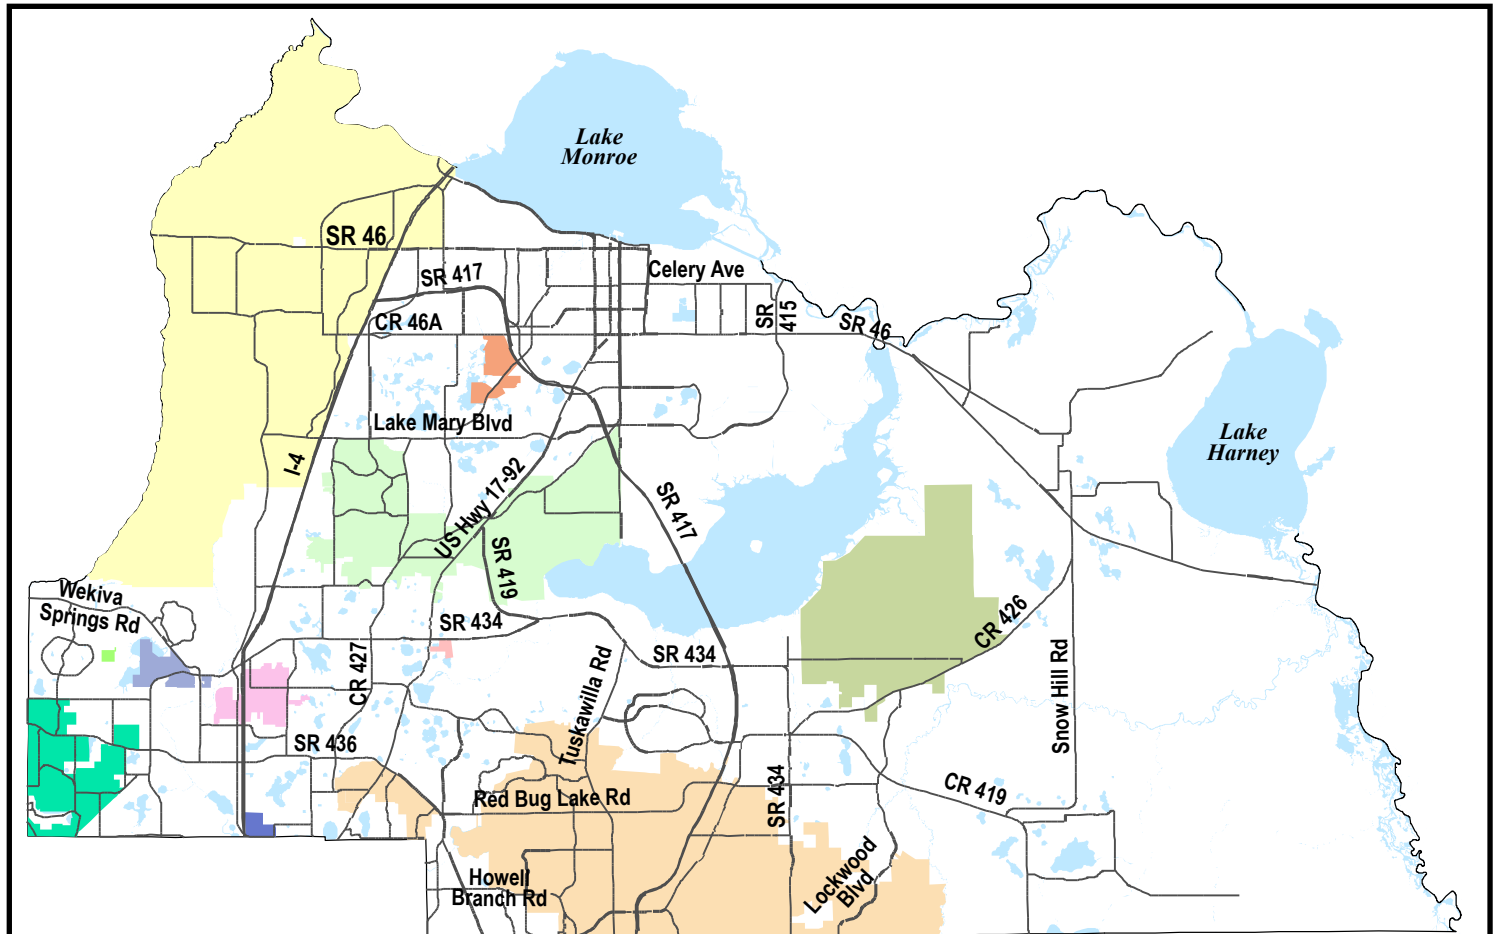 Lake
Monroe
SR 46
SR 417
Celery Ave
CR 46A
SR
415
SR 46
Lake Mary Blvd
Lake
Harney
I-4
US Hwy 17-92
SR 417
SR 419
Wekiva
Springs Rd
SR 434
CR 426
CR 427
SR 434
Tuskawilla Rd
Snow Hill Rd
SR 436
Red Bug Lake Rd
SR 434
CR 419
Howell
Branch Rd
Lockwood
Blvd